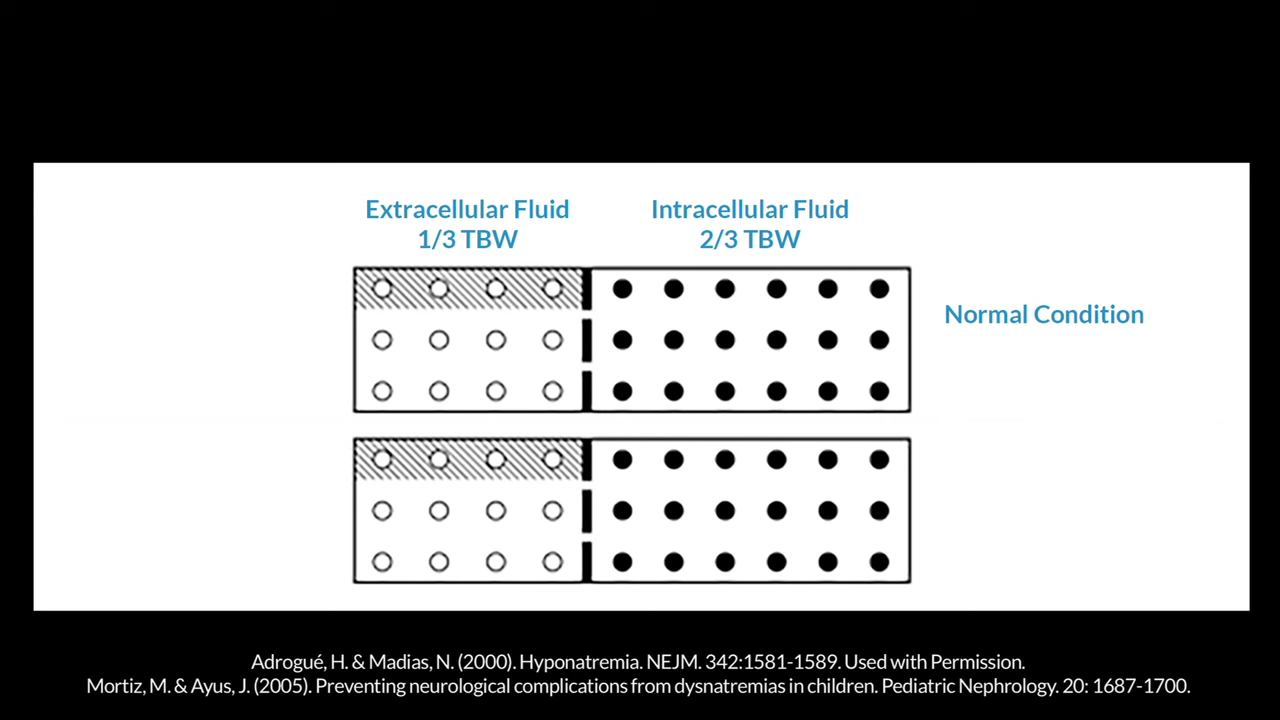 Extracellular Fluid
1/3 TBW
Intracellular Fluid
2/3 TBW
Normal Condition
Adrogué, H. & Madias, N. (2000). Hyponatremia. NEJM. 342:1581-1589. Used with Permission.
Mortiz, M. & Ayus, J. (2005). Preventing neurological complications from dysnatremias in children. Pediatric Nephrology. 20: 1687-1700.